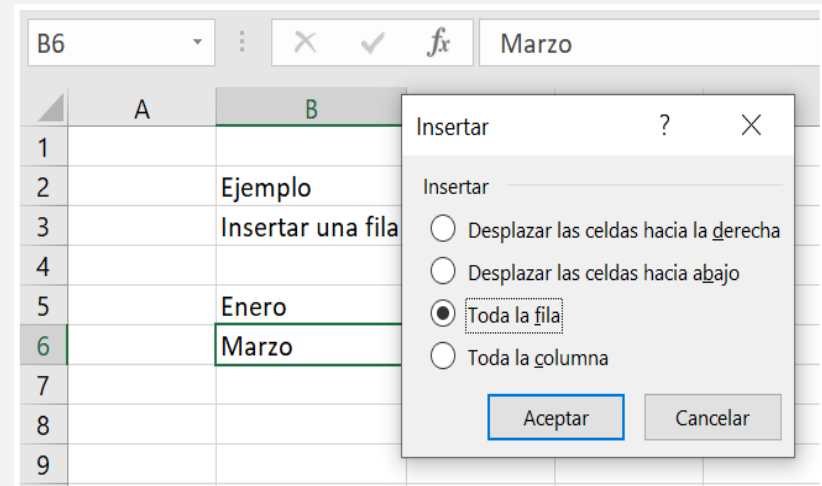 B6 fx Marzo
A B
1
2 Ejemplo
3 Insertar una fila
4
5 Enero
6 Marzo
7
8
9
Insertar ?
Insertar
Desplazar las celdas hacia la derecha
Desplazar las celdas hacia abajo
Toda la fila
Toda la columna
Aceptar Cancelar